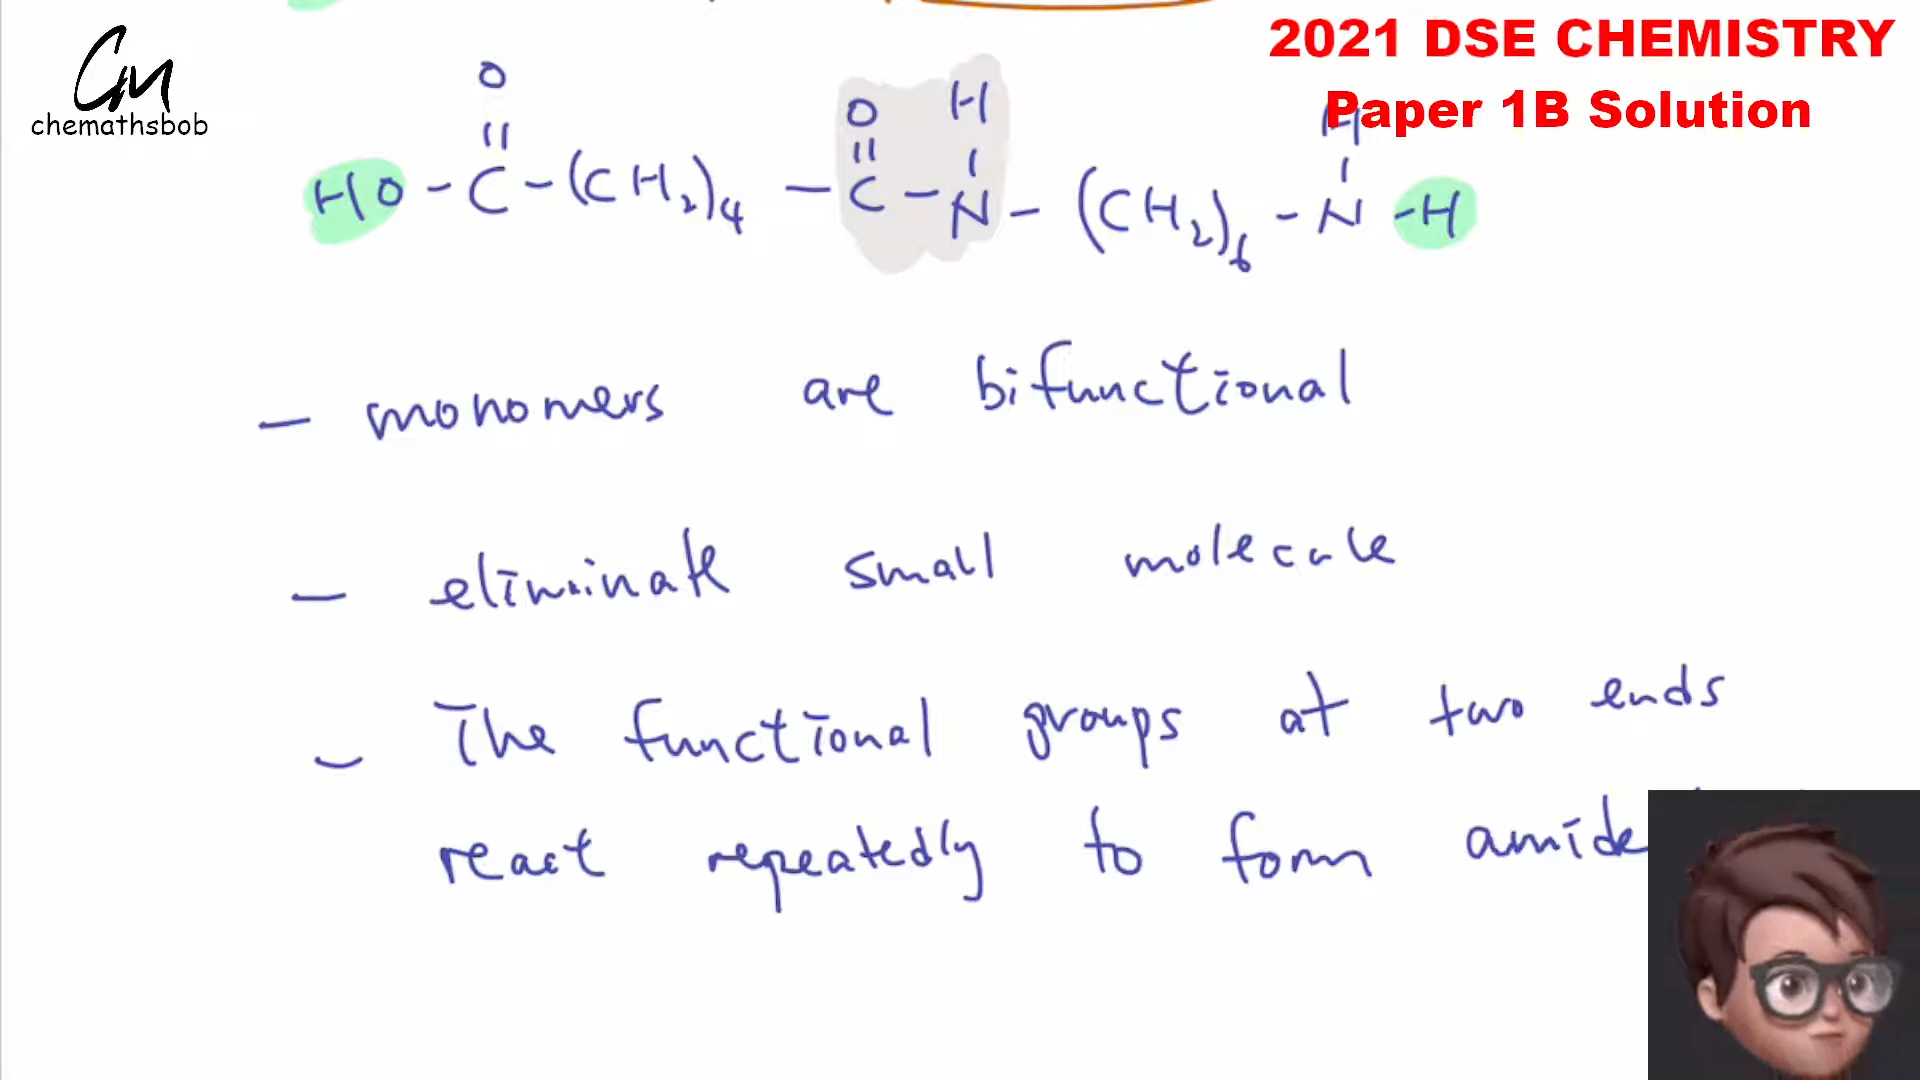 2021 DSE CHEMISTRY
Paper 1B Solution
chemathsbob
O O H H
|| || | |
HO - C - (CH₂)₄ - C - N - (CH₂)₆ - N - H
- monomers are bifunctional
- eliminate small molecule
- The functional groups at two ends
react repeatedly to form amide